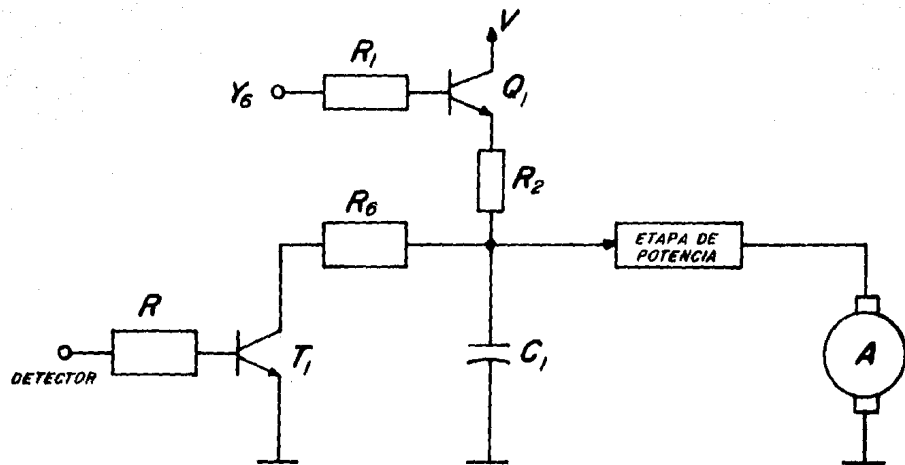 V
R₁
Y₆
Q₁
R₂
R₆
ETAPA DE
POTENCIA
R
T₁
C₁
A
DETECTOR